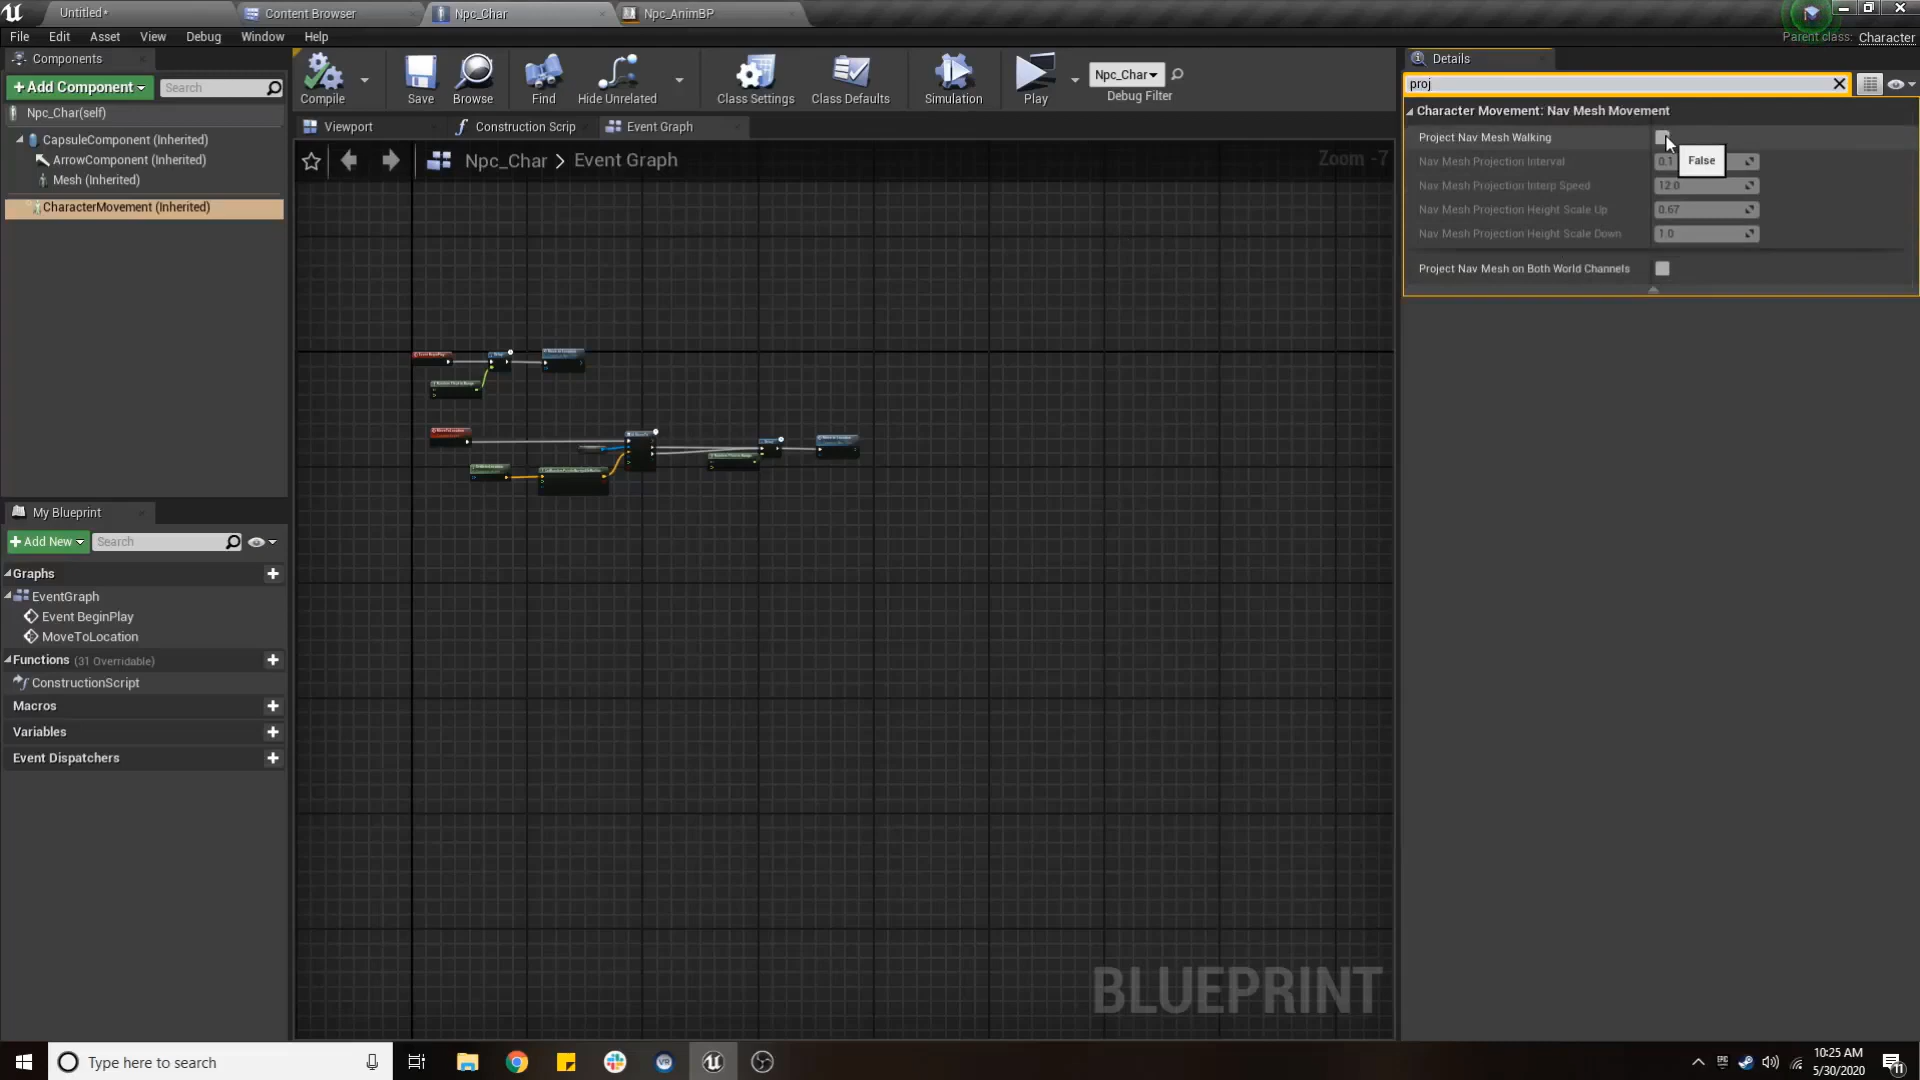 Untitled*
Content Browser
Npc_Char
Npc_AnimBP
File Edit Asset View Debug Window Help
Parent class: Character
Components
+Add Component
Search
Npc_Char(self)
CapsuleComponent (Inherited)
ArrowComponent (Inherited)
Mesh (Inherited)
CharacterMovement (Inherited)
Compile
Save
Browse
Find
Hide Unrelated
Class Settings
Class Defaults
Simulation
Play
Npc_Char
Debug Filter
Viewport
Construction Scrip
Event Graph
Npc_Char > Event Graph
Zoom -7
BLUEPRINT
Details
proj
Character Movement: Nav Mesh Movement
Project Nav Mesh Walking
False
Nav Mesh Projection Interval 0.1
Nav Mesh Projection Interp Speed 12.0
Nav Mesh Projection Height Scale Up 0.67
Nav Mesh Projection Height Scale Down 1.0
Project Nav Mesh on Both World Channels
My Blueprint
+Add New
Search
Graphs
EventGraph
Event BeginPlay
MoveToLocation
Functions (31 Overridable)
ConstructionScript
Macros
Variables
Event Dispatchers
Type here to search
10:25 AM
5/30/2020
11